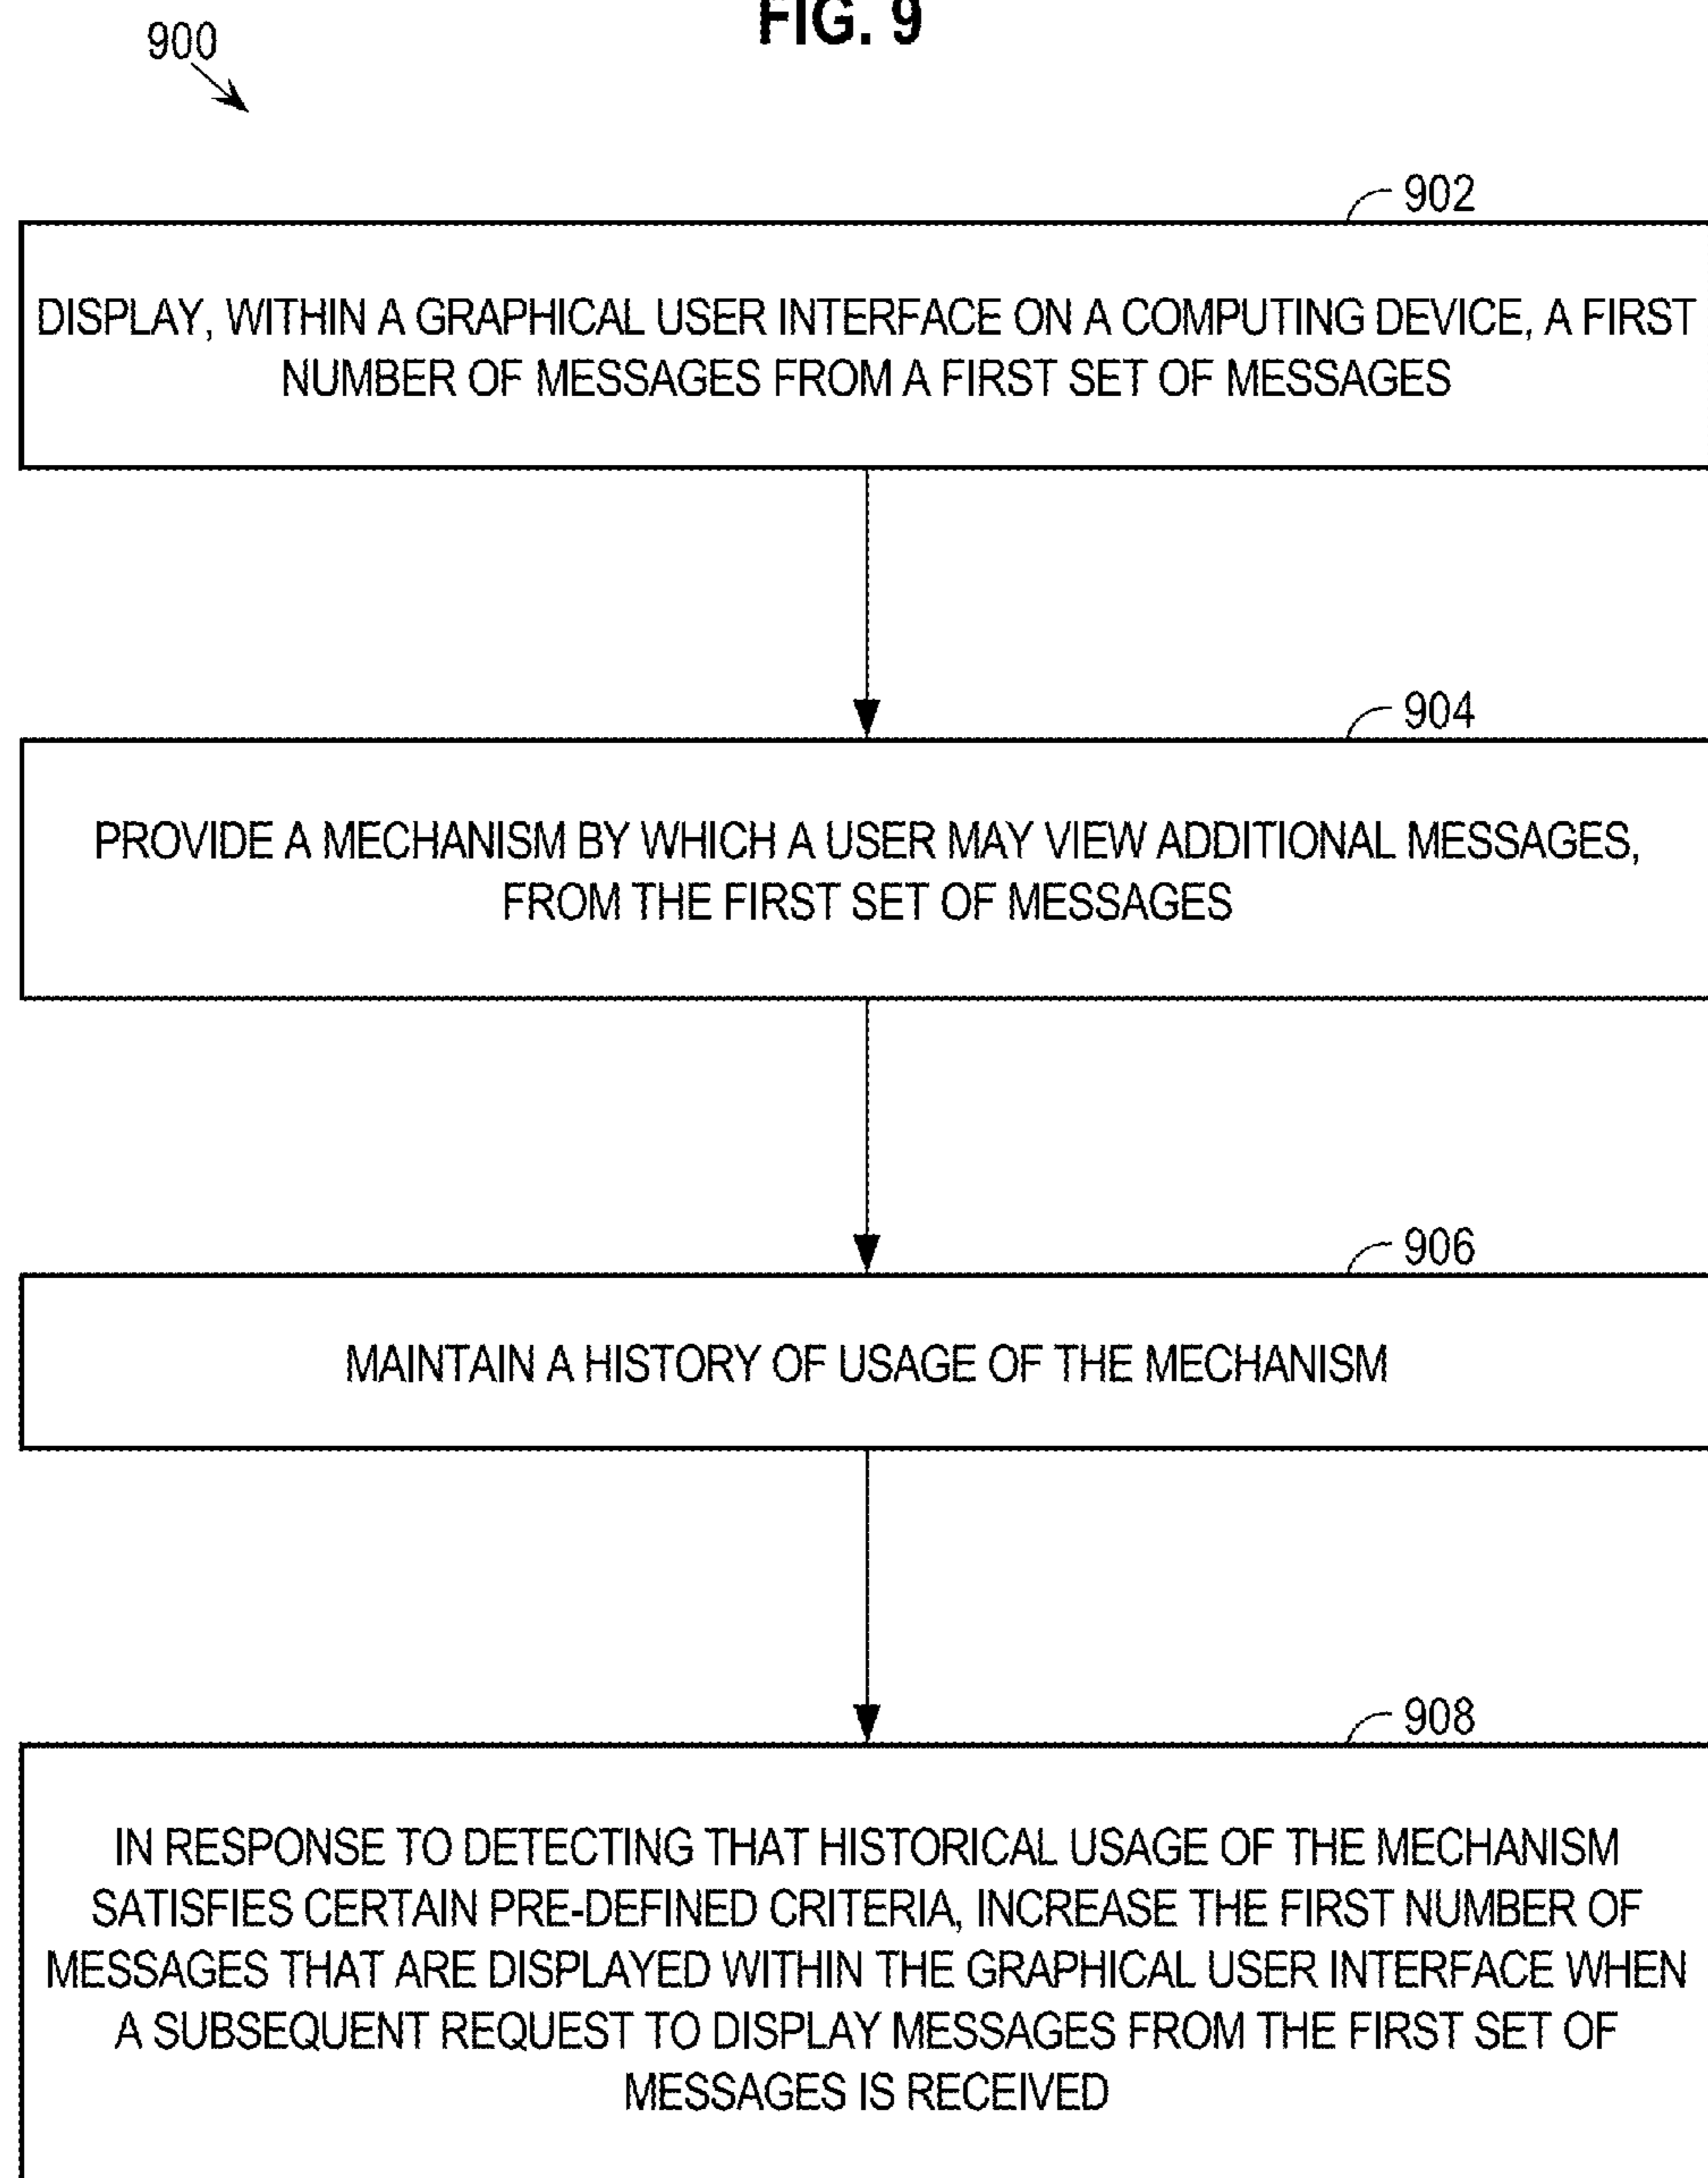 FIG. 9
900
902
DISPLAY, WITHIN A GRAPHICAL USER INTERFACE ON A COMPUTING DEVICE, A FIRST
NUMBER OF MESSAGES FROM A FIRST SET OF MESSAGES
904
PROVIDE A MECHANISM BY WHICH A USER MAY VIEW ADDITIONAL MESSAGES,
FROM THE FIRST SET OF MESSAGES
906
MAINTAIN A HISTORY OF USAGE OF THE MECHANISM
908
IN RESPONSE TO DETECTING THAT HISTORICAL USAGE OF THE MECHANISM
SATISFIES CERTAIN PRE-DEFINED CRITERIA, INCREASE THE FIRST NUMBER OF
MESSAGES THAT ARE DISPLAYED WITHIN THE GRAPHICAL USER INTERFACE WHEN
A SUBSEQUENT REQUEST TO DISPLAY MESSAGES FROM THE FIRST SET OF
MESSAGES IS RECEIVED